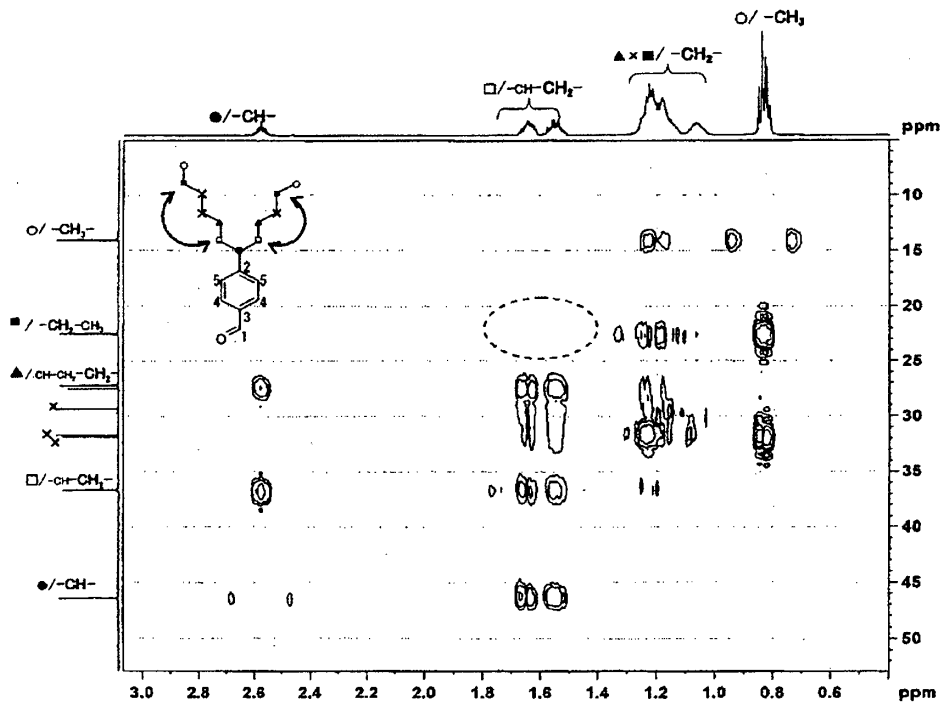 ○/ -CH₃
▲×■/ -CH₂-
□/-CH-CH₂-
●/-CH-
ppm
ppm
10
15
20
25
30
35
40
45
50
○/ -CH₃-
■ / -CH₂-CH₃
▲/.CH-CH₂-CH₂-
×
××
□/-CH-CH₂-
●/-CH-
2
5 5
4 4
3
1
O
3.0 2.8 2.6 2.4 2.2 2.0 1.8 1.6 1.4 1.2 1.0 0.8 0.6 ppm